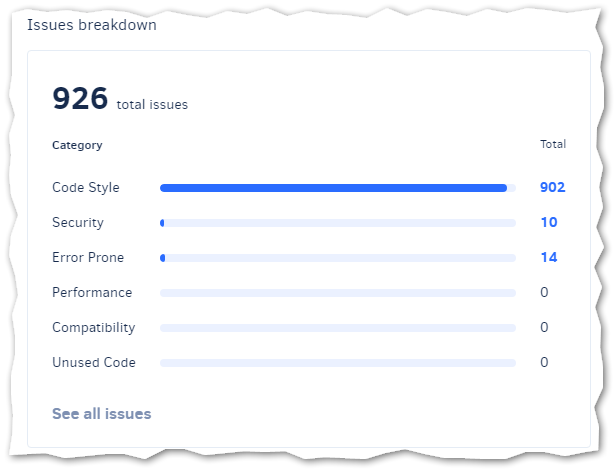 Issues breakdown
926 total issues
Category Total
Code Style 902
Security 10
Error Prone 14
Performance 0
Compatibility 0
Unused Code 0
See all issues